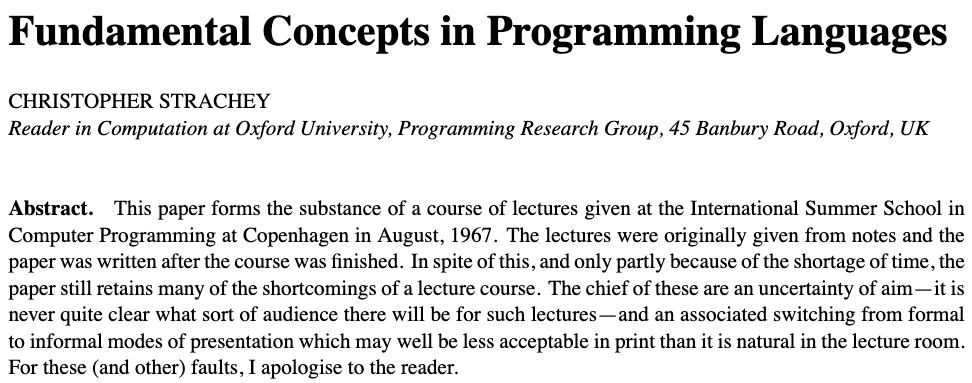 Fundamental Concepts in Programming Languages
CHRISTOPHER STRACHEY
Reader in Computation at Oxford University, Programming Research Group, 45 Banbury Road, Oxford, UK
Abstract. This paper forms the substance of a course of lectures given at the International Summer School in
Computer Programming at Copenhagen in August, 1967. The lectures were originally given from notes and the
paper was written after the course was finished. In spite of this, and only partly because of the shortage of time, the
paper still retains many of the shortcomings of a lecture course. The chief of these are an uncertainty of aim—it is
never quite clear what sort of audience there will be for such lectures—and an associated switching from formal
to informal modes of presentation which may well be less acceptable in print than it is natural in the lecture room.
For these (and other) faults, I apologise to the reader.